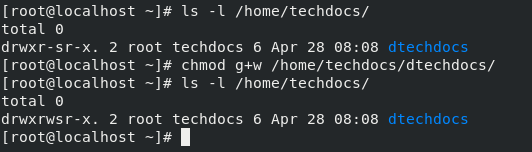 [root@localhost ~]# ls -l /home/techdocs/
total 0
drwxr-sr-x. 2 root techdocs 6 Apr 28 08:08 dtechdocs
[root@localhost ~]# chmod g+w /home/techdocs/dtechdocs/
[root@localhost ~]# ls -l /home/techdocs/
total 0
drwxrwsr-x. 2 root techdocs 6 Apr 28 08:08 dtechdocs
[root@localhost ~]#